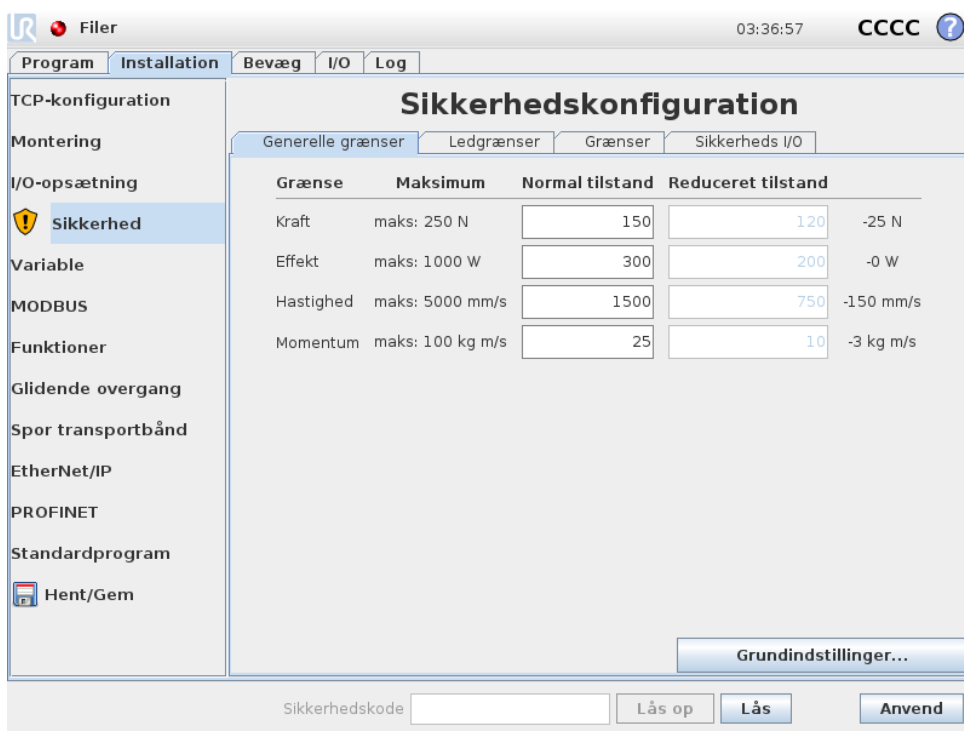 UR Filer 03:36:57 CCCC ?
Program Installation Bevæg I/O Log
TCP-konfiguration
Montering
I/O-opsætning
Sikkerhed
Variable
MODBUS
Funktioner
Glidende overgang
Spor transportbånd
EtherNet/IP
PROFINET
Standardprogram
Hent/Gem
Sikkerhedskonfiguration
Generelle grænser Ledgrænser Grænser Sikkerheds I/O
Grænse Maksimum Normal tilstand Reduceret tilstand
Kraft maks: 250 N 150 120 -25 N
Effekt maks: 1000 W 300 200 -0 W
Hastighed maks: 5000 mm/s 1500 750 -150 mm/s
Momentum maks: 100 kg m/s 25 10 -3 kg m/s
Grundindstillinger...
Sikkerhedskode Lås op Lås Anvend